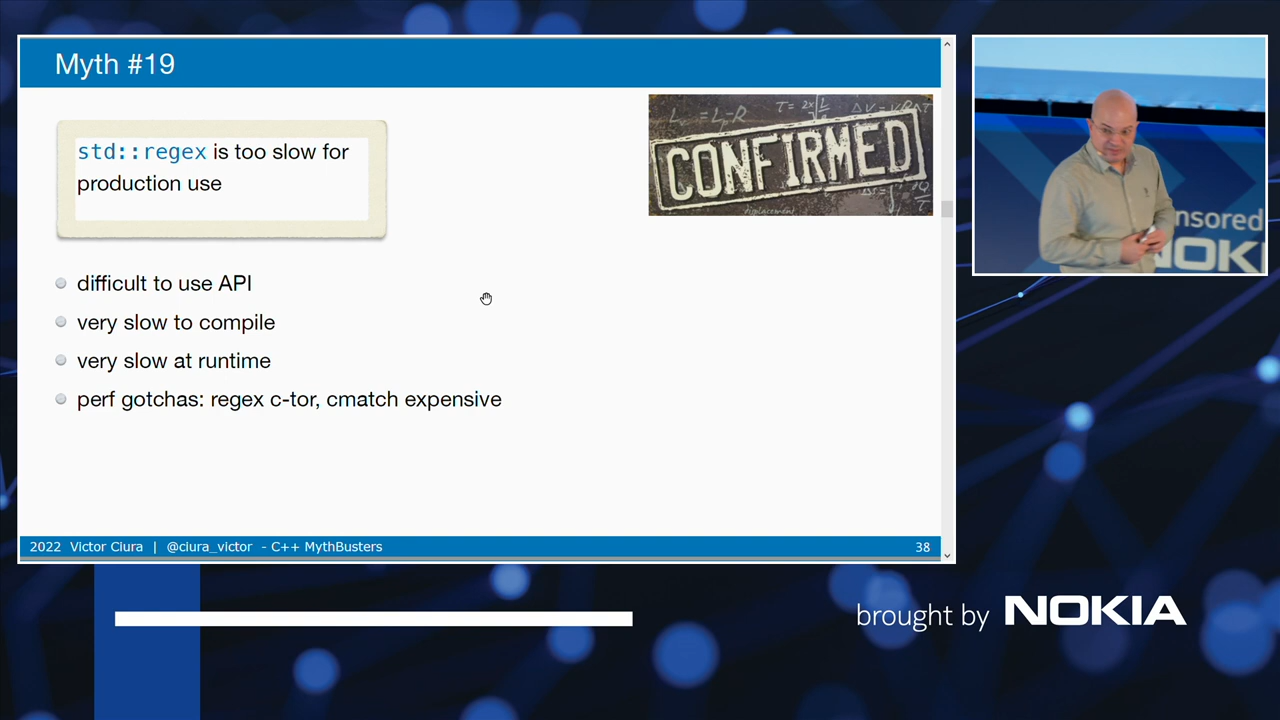 Myth #19
std::regex is too slow for
production use
CONFIRMED
displacement
difficult to use API
very slow to compile
very slow at runtime
perf gotchas: regex c-tor, cmatch expensive
2022 Victor Ciura | @ciura_victor - C++ MythBusters
38
nsored
NOKI
brought by NOKIA